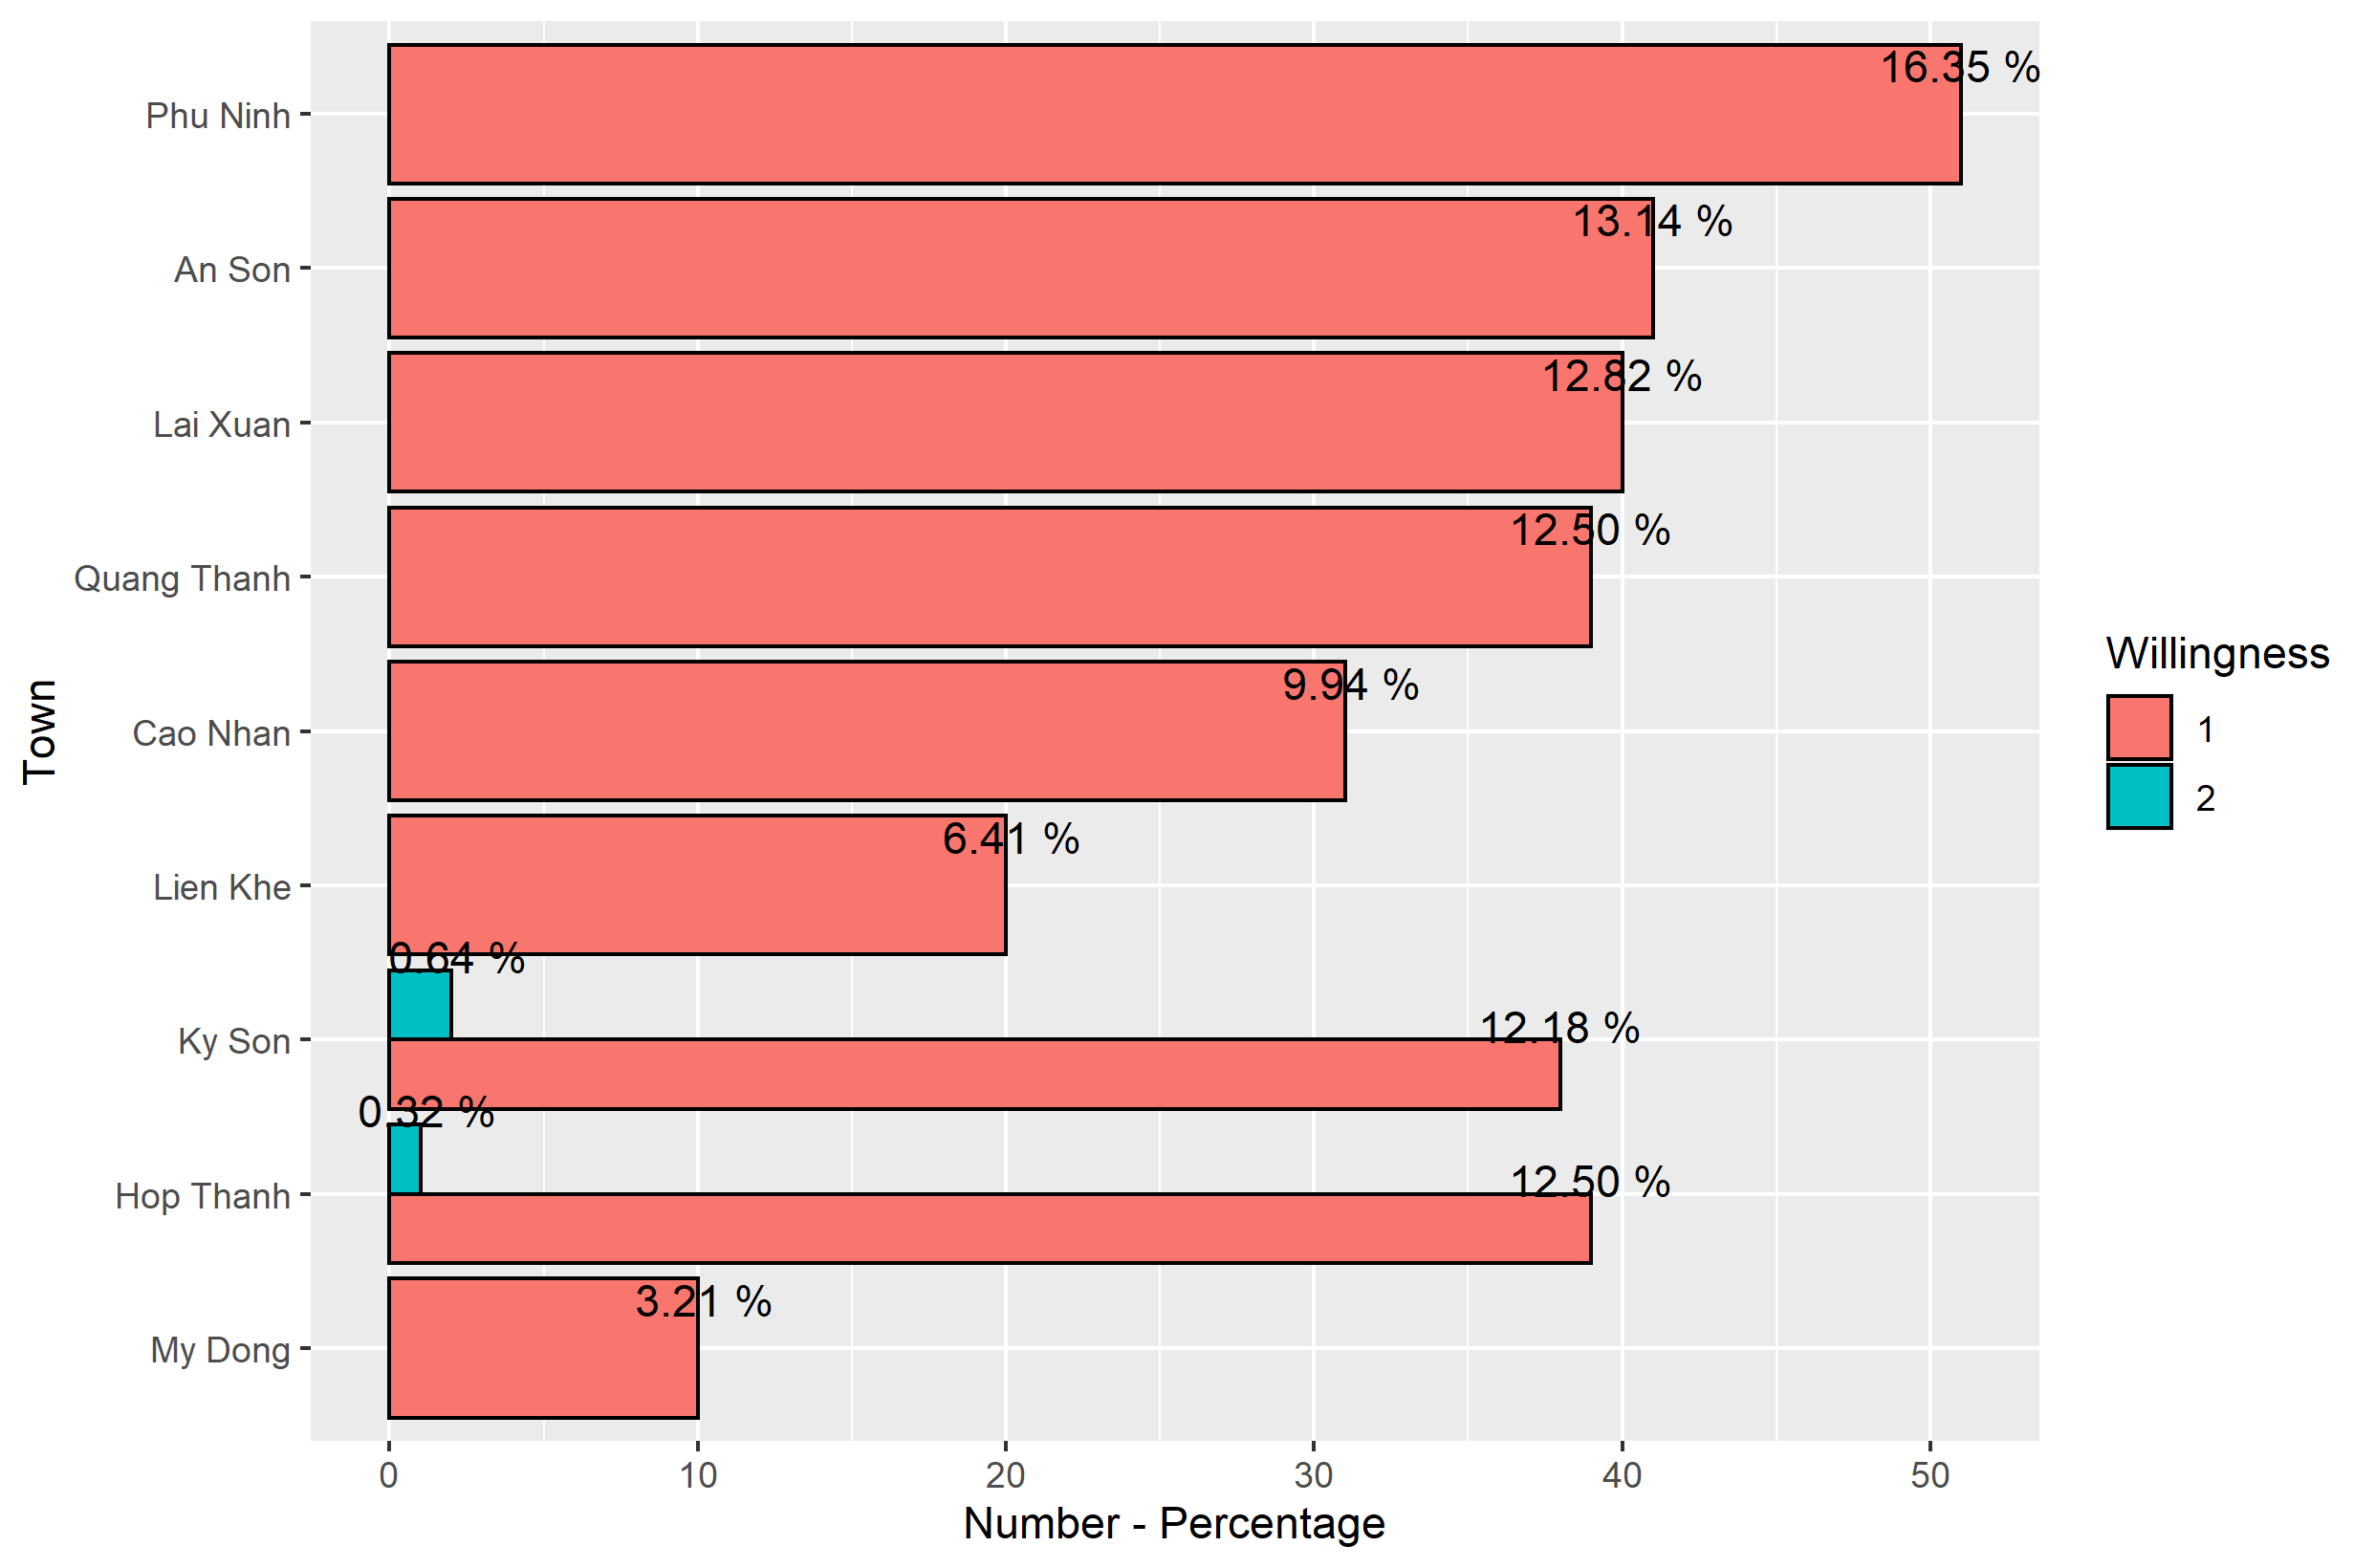 16.35 %
Phu Ninh
13.14 %
An Son
12.82 %
Lai Xuan
12.50 %
Quang Thanh
9.94 %
Cao Nhan
6.41 %
Lien Khe
0.64 %
12.18 %
Ky Son
0.32 %
12.50 %
Hop Thanh
3.21 %
My Dong
Town
0 10 20 30 40 50
Number - Percentage
Willingness
1
2